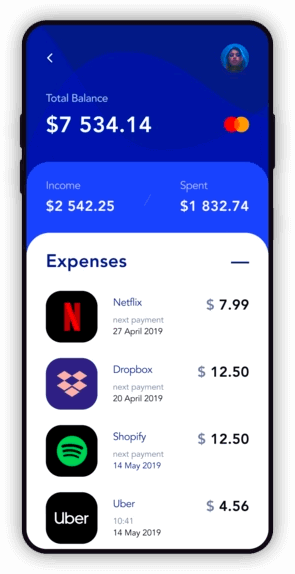 Total Balance
$7 534.14
Income
Spent
$2 542.25
/
$1 832.74
Expenses
Netflix
$ 7.99
next payment
27 April 2019
Dropbox
$ 12.50
next payment
20 April 2019
Shopify
$ 12.50
next payment
14 May 2019
Uber
Uber
$ 4.56
10:41
14 May 2019